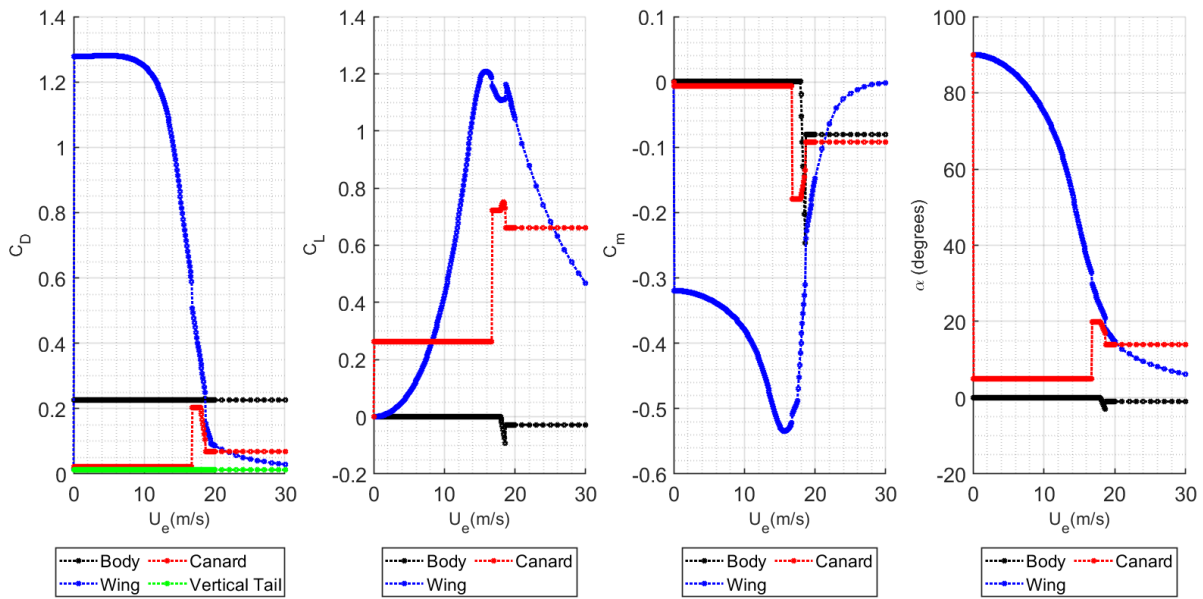 1.4
1.2
1
0.8
0.6
0.4
0.2
0
C_D
0 10 20 30
U_e(m/s)
Body Canard
Wing Vertical Tail
1.4
1.2
1
0.8
0.6
0.4
0.2
0
-0.2
C_L
0 10 20 30
U_e(m/s)
Body Canard
Wing
0.1
0
-0.1
-0.2
-0.3
-0.4
-0.5
-0.6
C_m
0 10 20 30
U_e(m/s)
Body Canard
Wing
100
80
60
40
20
0
-20
α (degrees)
0 10 20 30
U_e(m/s)
Body Canard
Wing